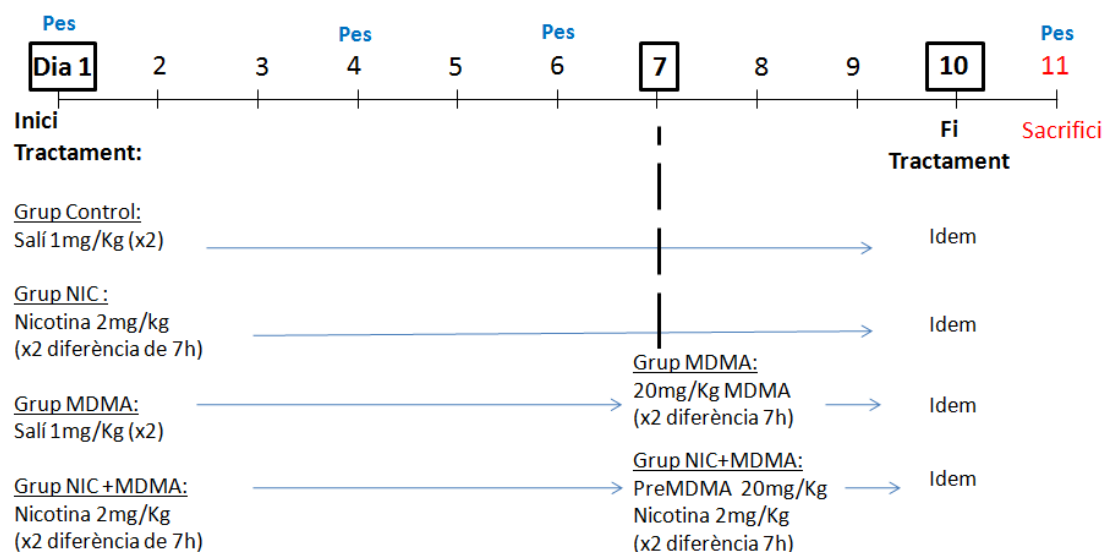 Pes
Pes
Pes
Pes
Dia 1 2 3 4 5 6 7 8 9 10 11
Inici
Tractament:
Fi
Tractament
Sacrifici
Grup Control:
Salí 1mg/Kg (x2)
Idem
Grup NIC :
Nicotina 2mg/kg
(x2 diferència de 7h)
Idem
Grup MDMA:
Salí 1mg/Kg (x2)
Grup MDMA:
20mg/Kg MDMA
(x2 diferència 7h)
Idem
Grup NIC +MDMA:
Nicotina 2mg/Kg
(x2 diferència de 7h)
Grup NIC+MDMA:
PreMDMA 20mg/Kg
Nicotina 2mg/Kg
(x2 diferència 7h)
Idem